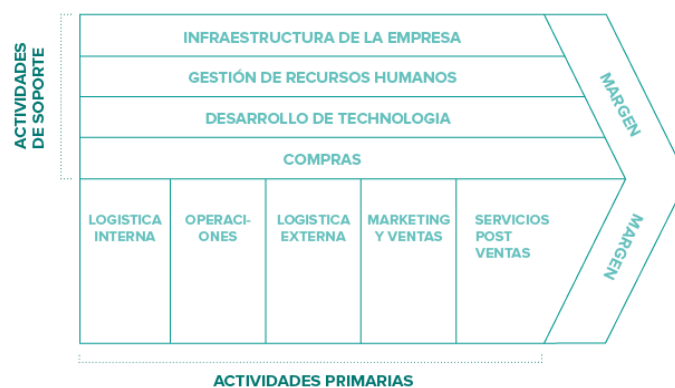 ACTIVIDADES
DE SOPORTE
INFRAESTRUCTURA DE LA EMPRESA
GESTIÓN DE RECURSOS HUMANOS
DESARROLLO DE TECHNOLOGIA
COMPRAS
MARGEN
LOGISTICA
INTERNA
OPERACI-
ONES
LOGISTICA
EXTERNA
MARKETING
Y VENTAS
SERVICIOS
POST
VENTAS
MARGEN
ACTIVIDADES PRIMARIAS